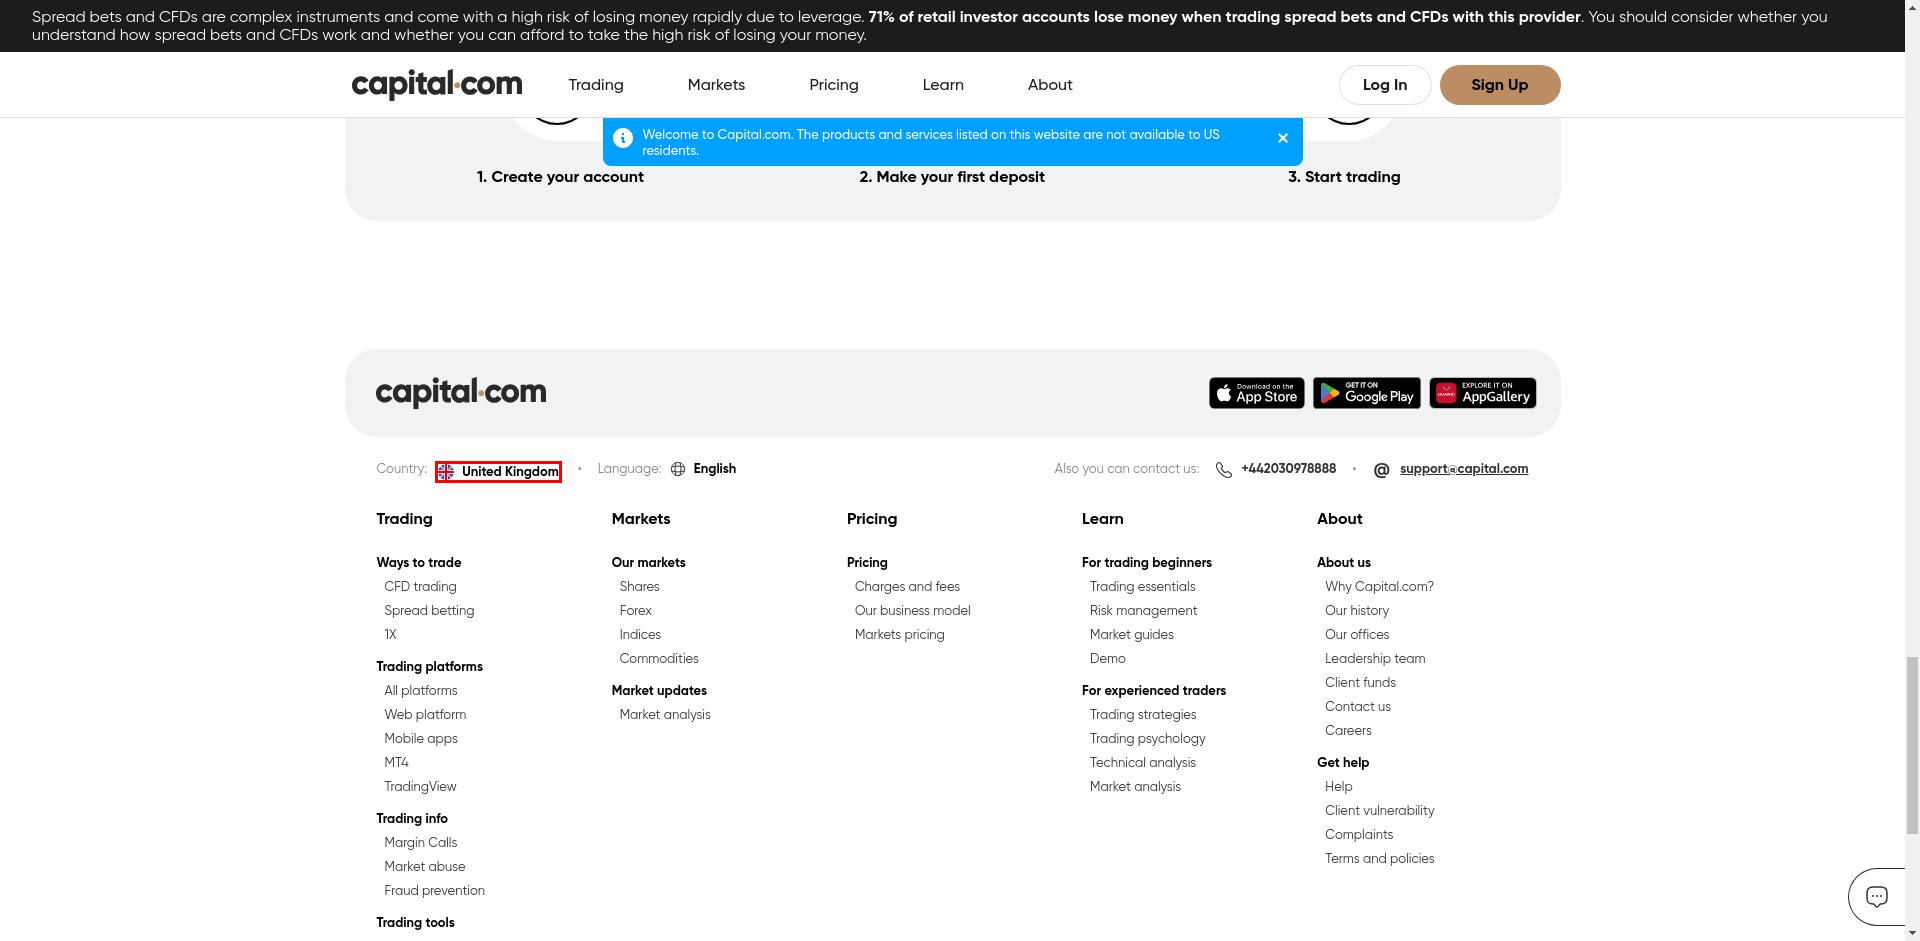 Spread bets and CFDs are complex instruments and come with a high risk of losing money rapidly due to leverage. 71% of retail investor accounts lose money when trading spread bets and CFDs with this provider. You should consider whether you
understand how spread bets and CFDs work and whether you can afford to take the high risk of losing your money.
capital.com
Trading
Markets
Pricing
Learn
About
Log In
Sign Up
Welcome to Capital.com. The products and services listed on this website are not available to US
residents.
1. Create your account
2. Make your first deposit
3. Start trading
capital.com
Download on the
App Store
GET IT ON
Google Play
HUAWEI
EXPLORE IT ON
AppGallery
Country:
United Kingdom
Language:
English
Also you can contact us:
+442030978888
support@capital.com
Trading
Ways to trade
CFD trading
Spread betting
1X
Trading platforms
All platforms
Web platform
Mobile apps
MT4
TradingView
Trading info
Margin Calls
Market abuse
Fraud prevention
Trading tools
Markets
Our markets
Shares
Forex
Indices
Commodities
Market updates
Market analysis
Pricing
Pricing
Charges and fees
Our business model
Markets pricing
Learn
For trading beginners
Trading essentials
Risk management
Market guides
Demo
For experienced traders
Trading strategies
Trading psychology
Technical analysis
Market analysis
About
About us
Why Capital.com?
Our history
Our offices
Leadership team
Client funds
Contact us
Careers
Get help
Help
Client vulnerability
Complaints
Terms and policies